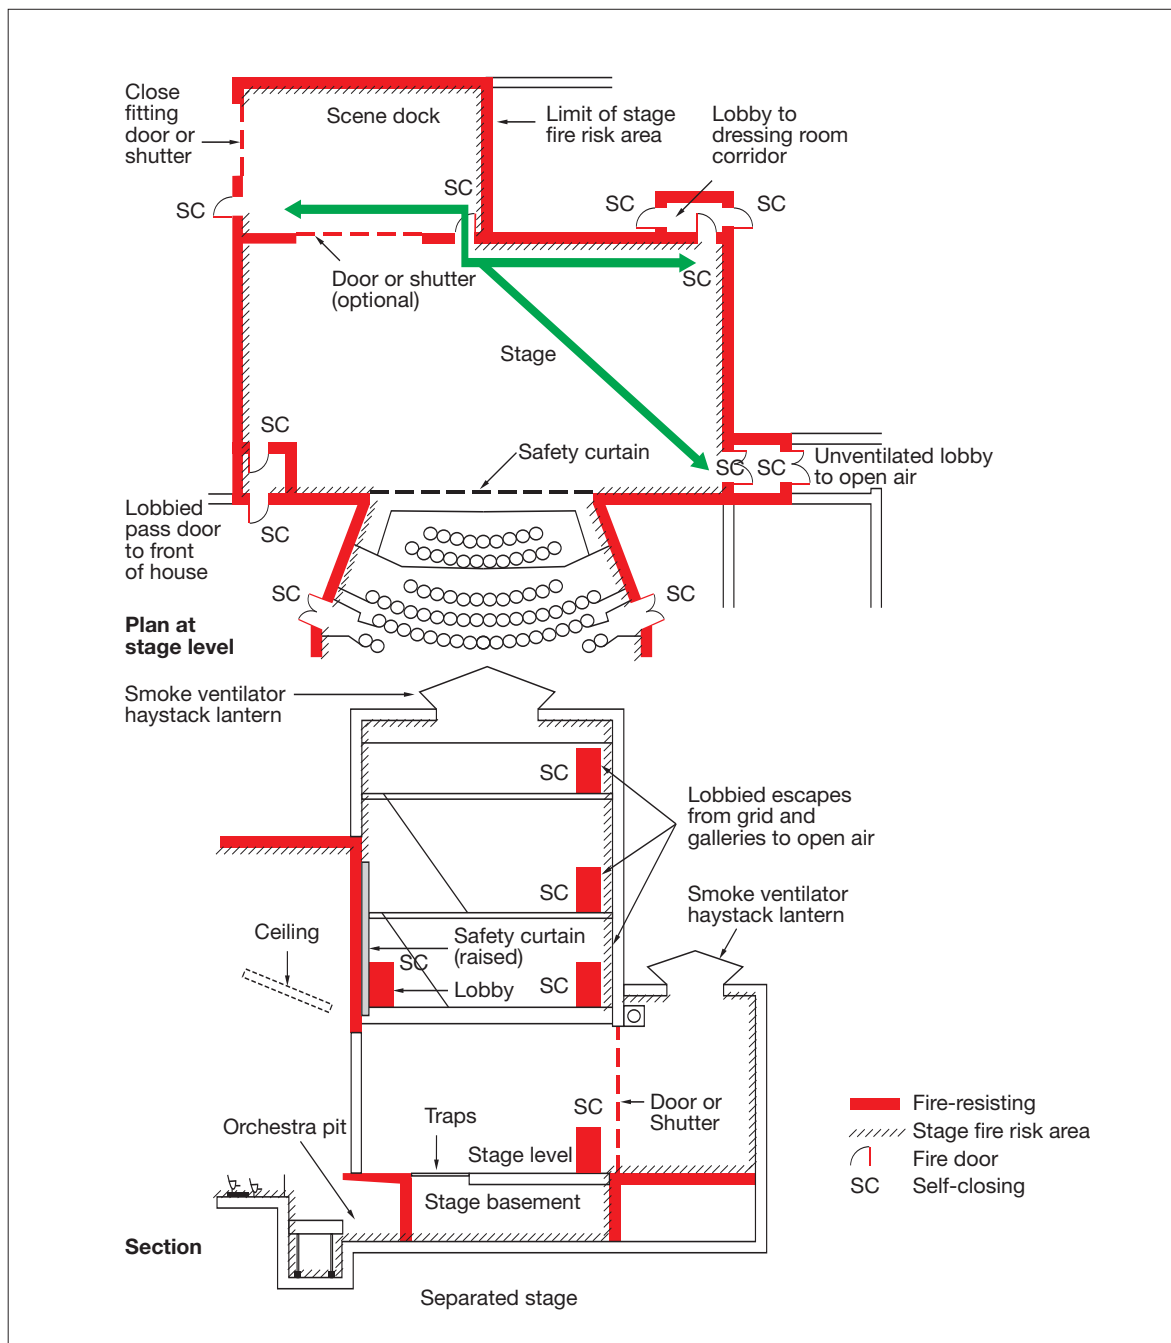 Close
fitting
door or
shutter
Scene dock
Limit of stage
fire risk area
Lobby to
dressing room
corridor
SC
SC
SC
SC
Door or shutter
(optional)
SC
Stage
SC
Safety curtain
SC
SC
Unventilated lobby
to open air
Lobbied
pass door
to front
of house
SC
SC
SC
Plan at
stage level
Smoke ventilator
haystack lantern
SC
Lobbied escapes
from grid and
galleries to open air
SC
Smoke ventilator
haystack lantern
Ceiling
Safety curtain
(raised)
SC
Lobby
SC
SC
Door or
Shutter
Traps
Orchestra pit
Stage level
Stage basement
Fire-resisting
Stage fire risk area
Fire door
SC
Self-closing
Section
Separated stage